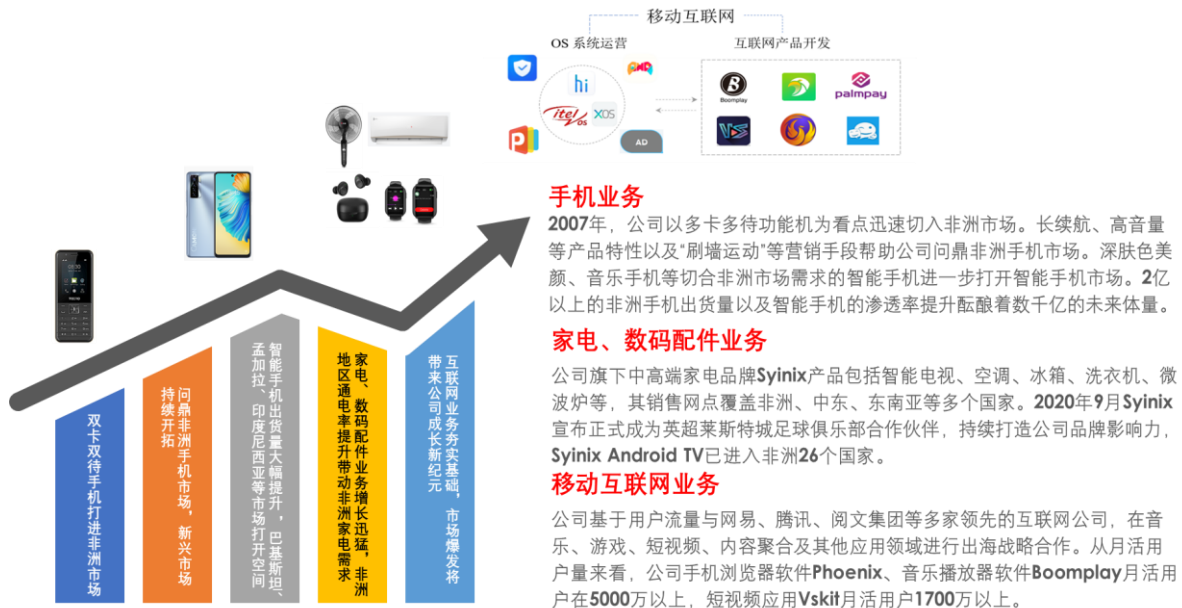 移动互联网
OS 系统运营
互联网产品开发
hi
itel OS
XOS
P
AD
B
Boomplay
palmpay
VS
手机业务
2007年，公司以多卡多待功能机为看点迅速切入非洲市场。长续航、高音量
等产品特性以及“刷墙运动”等营销手段帮助公司问鼎非洲手机市场。深肤色美
颜、音乐手机等切合非洲市场需求的智能手机进一步打开智能手机市场。2亿
以上的非洲手机出货量以及智能手机的渗透率提升酝酿着数千亿的未来体量。
家电、数码配件业务
公司旗下中高端家电品牌Syinix产品包括智能电视、空调、冰箱、洗衣机、微
波炉等，其销售网点覆盖非洲、中东、东南亚等多个国家。2020年9月Syinix
宣布正式成为英超莱斯特城足球俱乐部合作伙伴，持续打造公司品牌影响力，
Syinix Android TV已进入非洲26个国家。
移动互联网业务
公司基于用户流量与网易、腾讯、阅文集团等多家领先的互联网公司，在音
乐、游戏、短视频、内容聚合及其他应用领域进行出海战略合作。从月活用
户量来看，公司手机浏览器软件Phoenix、音乐播放器软件Boomplay月活用
户在5000万以上，短视频应用Vskit月活用户1700万以上。
双卡双待手机打进非洲市场
问鼎非洲手机市场，新兴市场
持续开拓
智能手机出货量大幅提升，巴基斯坦、
孟加拉、印度尼西亚等市场打开空间
家电、数码配件业务增长迅猛，非洲
地区通电率提升带动非洲家电需求
互联网业务夯实基础，市场爆发将
带来公司成长新纪元